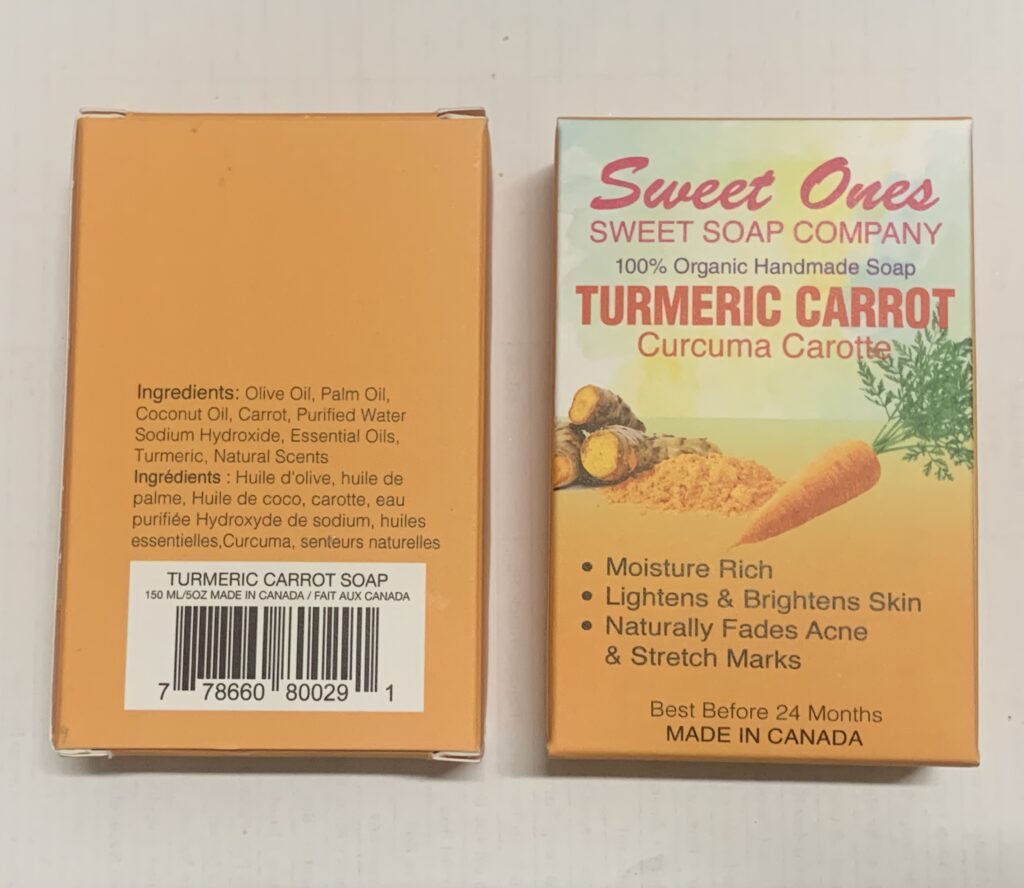 Ingredients: Olive Oil, Palm Oil,
Coconut Oil, Carrot, Purified Water
Sodium Hydroxide, Essential Oils,
Turmeric, Natural Scents
Ingrédients : Huile d'olive, huile de
palme, Huile de coco, carotte, eau
purifiée Hydroxyde de sodium, huiles
essentielles,Curcuma, senteurs naturelles
TURMERIC CARROT SOAP
150 ML/5OZ MADE IN CANADA / FAIT AUX CANADA
7 78660 80029 1
Sweet Ones
SWEET SOAP COMPANY
100% Organic Handmade Soap
TURMERIC CARROT
Curcuma Carotte
• Moisture Rich
• Lightens & Brightens Skin
• Naturally Fades Acne
& Stretch Marks
Best Before 24 Months
MADE IN CANADA